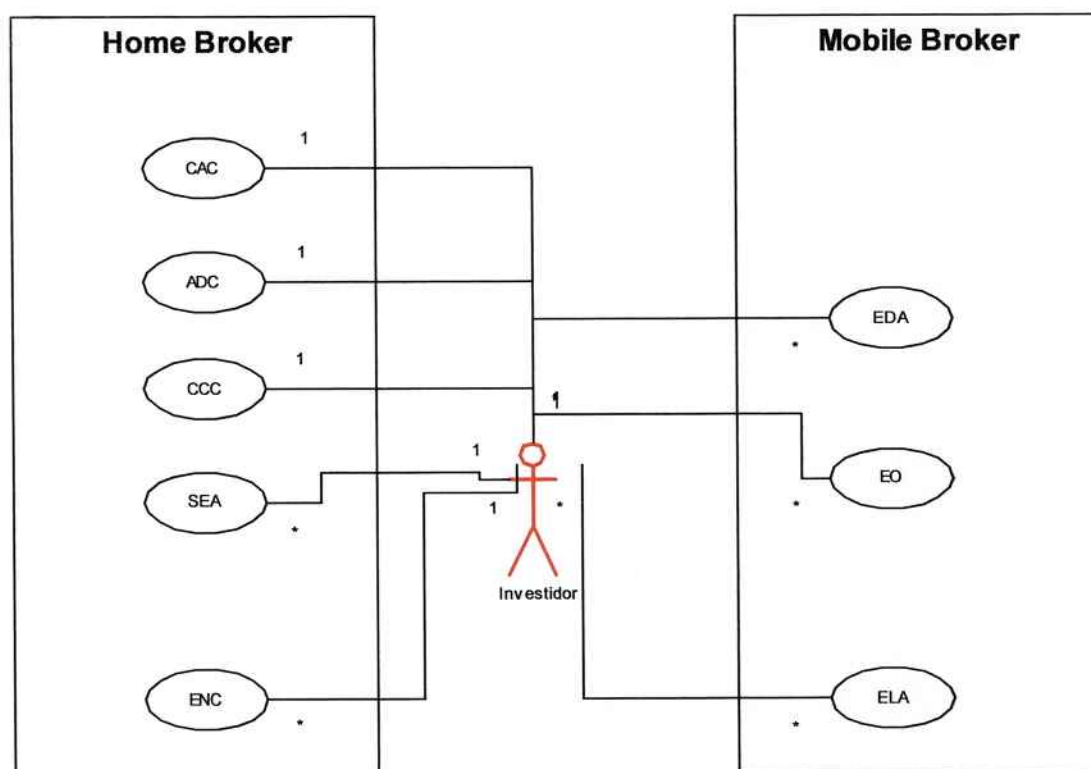 Home Broker
Mobile Broker
1
CAC
1
ADC
EDA
*
1
CCC
1
1
SEA
*
1
*
EO
*
Investidor
ENC
*
ELA
*